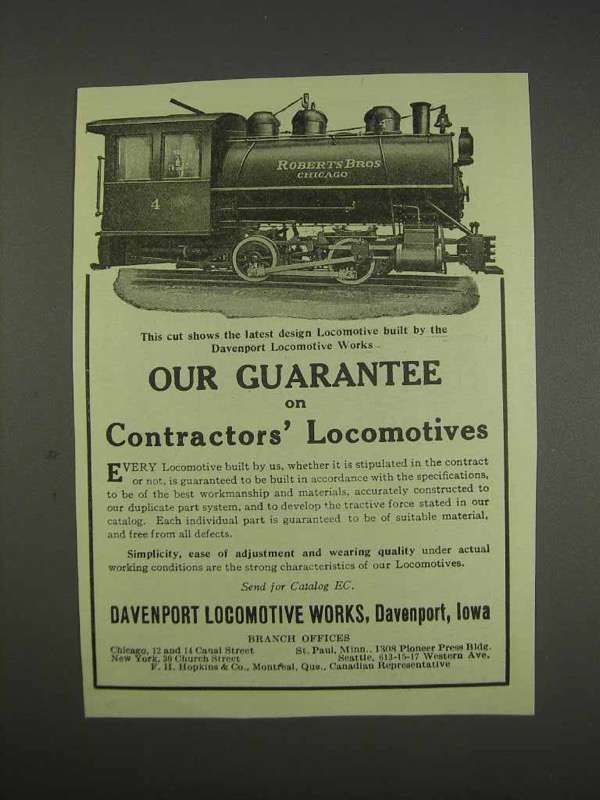 ROBERTS BROS
CHICAGO
4
This cut shows the latest design Locomotive built by the
Davenport Locomotive Works.
OUR GUARANTEE
on
Contractors' Locomotives
EVERY Locomotive built by us, whether it is stipulated in the contract
or not, is guaranteed to be built in accordance with the specifications,
to be of the best workmanship and materials, accurately constructed to
our duplicate part system, and to develop the tractive force stated in our
catalog. Each individual part is guaranteed to be of suitable material,
and free from all defects.
Simplicity, ease of adjustment and wearing quality under actual
working conditions are the strong characteristics of our Locomotives.
Send for Catalog EC.
DAVENPORT LOCOMOTIVE WORKS, Davenport, Iowa
BRANCH OFFICES
Chicago, 12 and 14 Canal Street St. Paul, Minn., 1308 Pioneer Press Bldg.
New York, 30 Church Street Seattle, 613-15-17 Western Ave.
F. H. Hopkins & Co., Montreal, Que., Canadian Representative